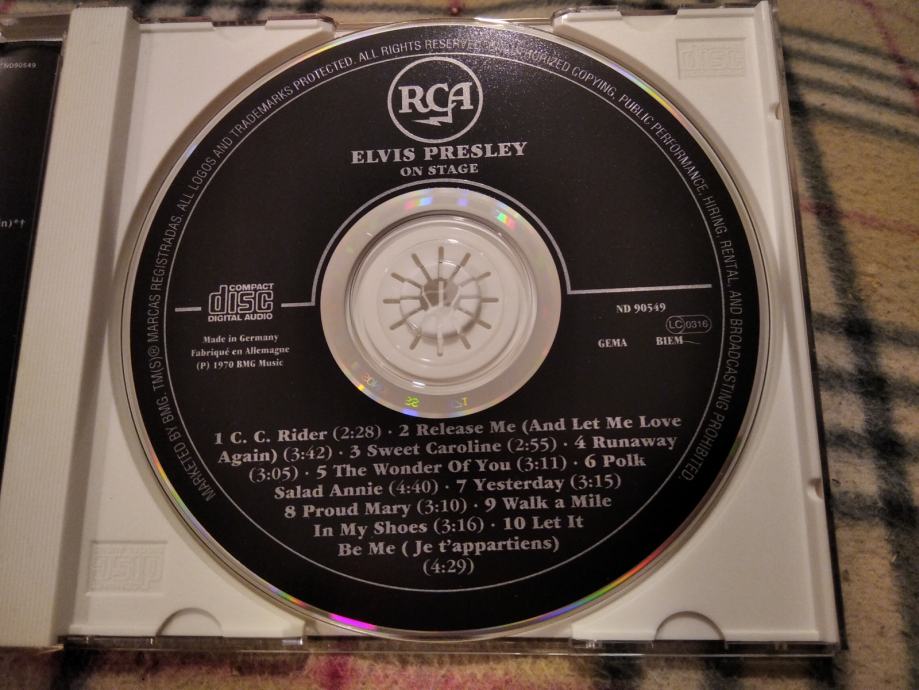 ND90549
in)*†
disc
RCA
ELVIS PRESLEY
ON STAGE
COMPACT
disc
DIGITAL AUDIO
Made in Germany
Fabriqué en Allemagne
(P) 1970 BMG Music
ND 90549
LC 0316
GEMA BIEM
1 C. C. Rider (2:28) · 2 Release Me (And Let Me Love
Again) (3:42) · 3 Sweet Caroline (2:55) · 4 Runaway
(3:05) · 5 The Wonder Of You (3:11) · 6 Polk
Salad Annie (4:40) · 7 Yesterday (3:15)
8 Proud Mary (3:10) · 9 Walk a Mile
In My Shoes (3:16) · 10 Let It
Be Me ( Je t'appartiens)
(4:29)
MARKETED BY BMG. TM(S)® MARCAS REGISTRADAS. ALL LOGOS AND TRADEMARKS PROTECTED. ALL RIGHTS RESERVED. UNAUTHORIZED COPYING, PUBLIC PERFORMANCE, HIRING, RENTAL, AND BROADCASTING PROHIBITED.
disc